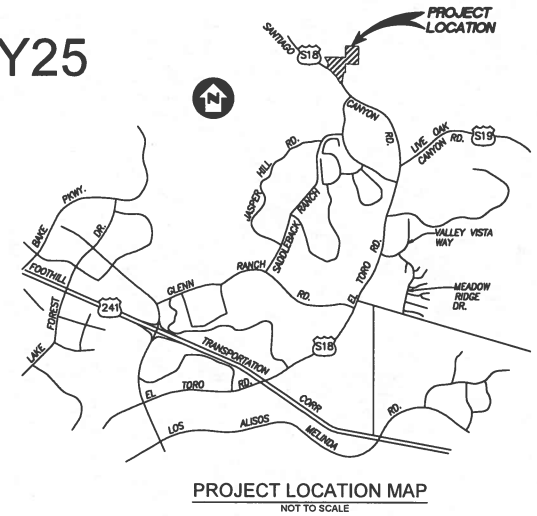 Y25
PROJECT
LOCATION
SANTIAGO
S18
N
CANYON
RD.
LIVE OAK
CANYON RD.
S19
JASPER
HILL
RD.
SADDLEBACK
RANCH
BAKE
PKWY.
DR.
FOOTHILL
GLENN
RANCH
RD.
EL TORO RD.
VALLEY VISTA
WAY
MEADOW
RIDGE
DR.
241
FOREST
LAKE
TRANSPORTATION
S18
EL
TORO
RD.
CORR
LOS
ALISOS
MELINDA
RD.
PROJECT LOCATION MAP
NOT TO SCALE